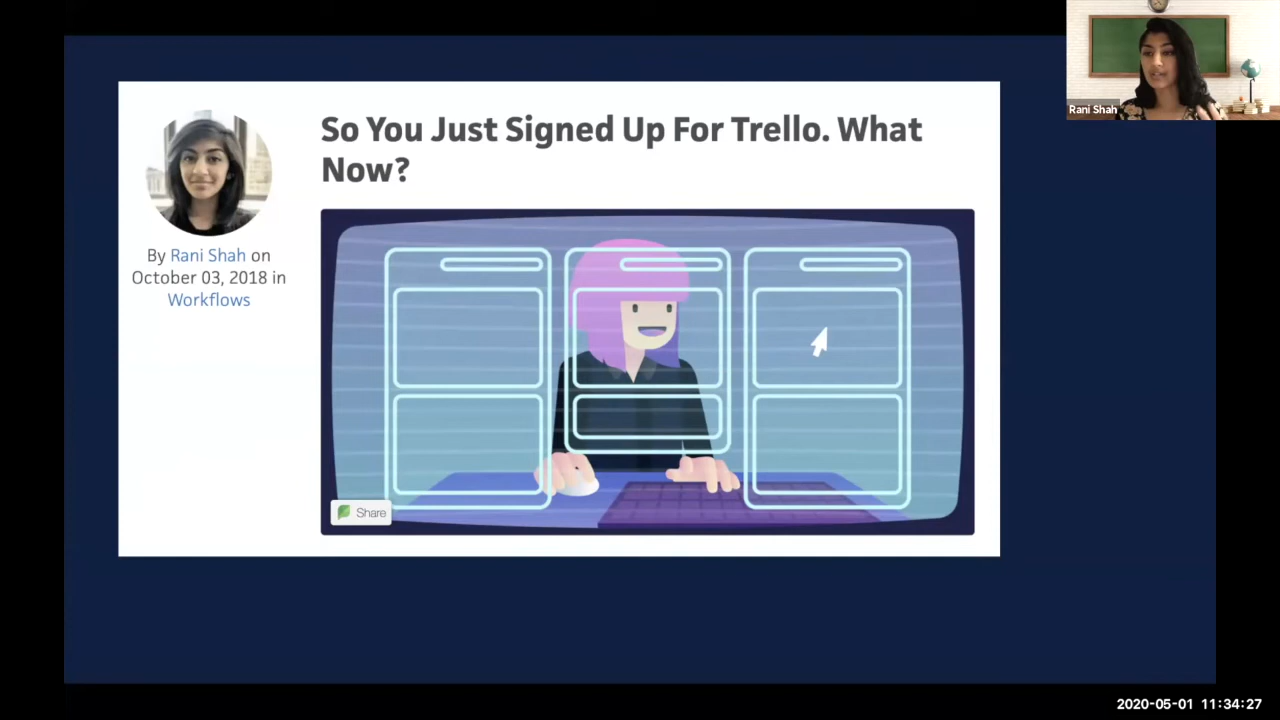 Rani Shah
So You Just Signed Up For Trello. What
Now?
By Rani Shah on
October 03, 2018 in
Workflows
Share
2020-05-01 11:34:27